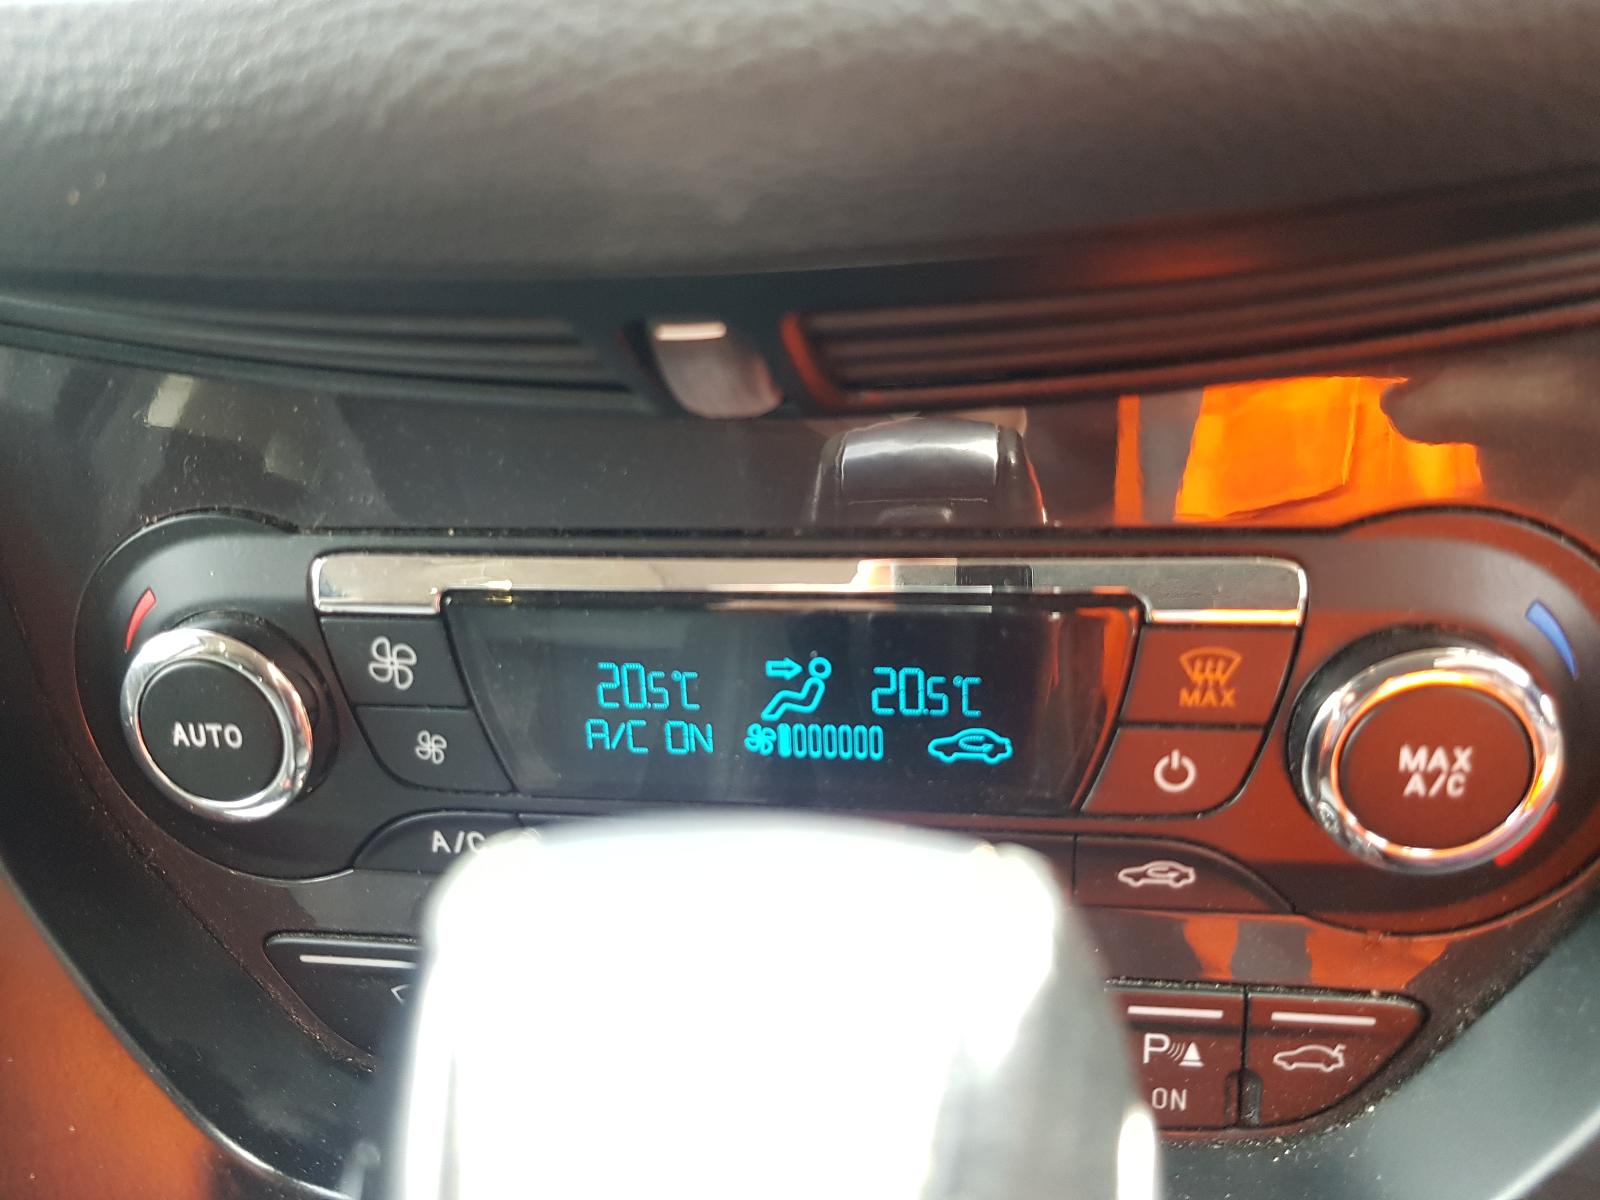 20.5°C 20.5°C
A/C ON
MAX
AUTO
MAX
A/C
A/C
P
ON